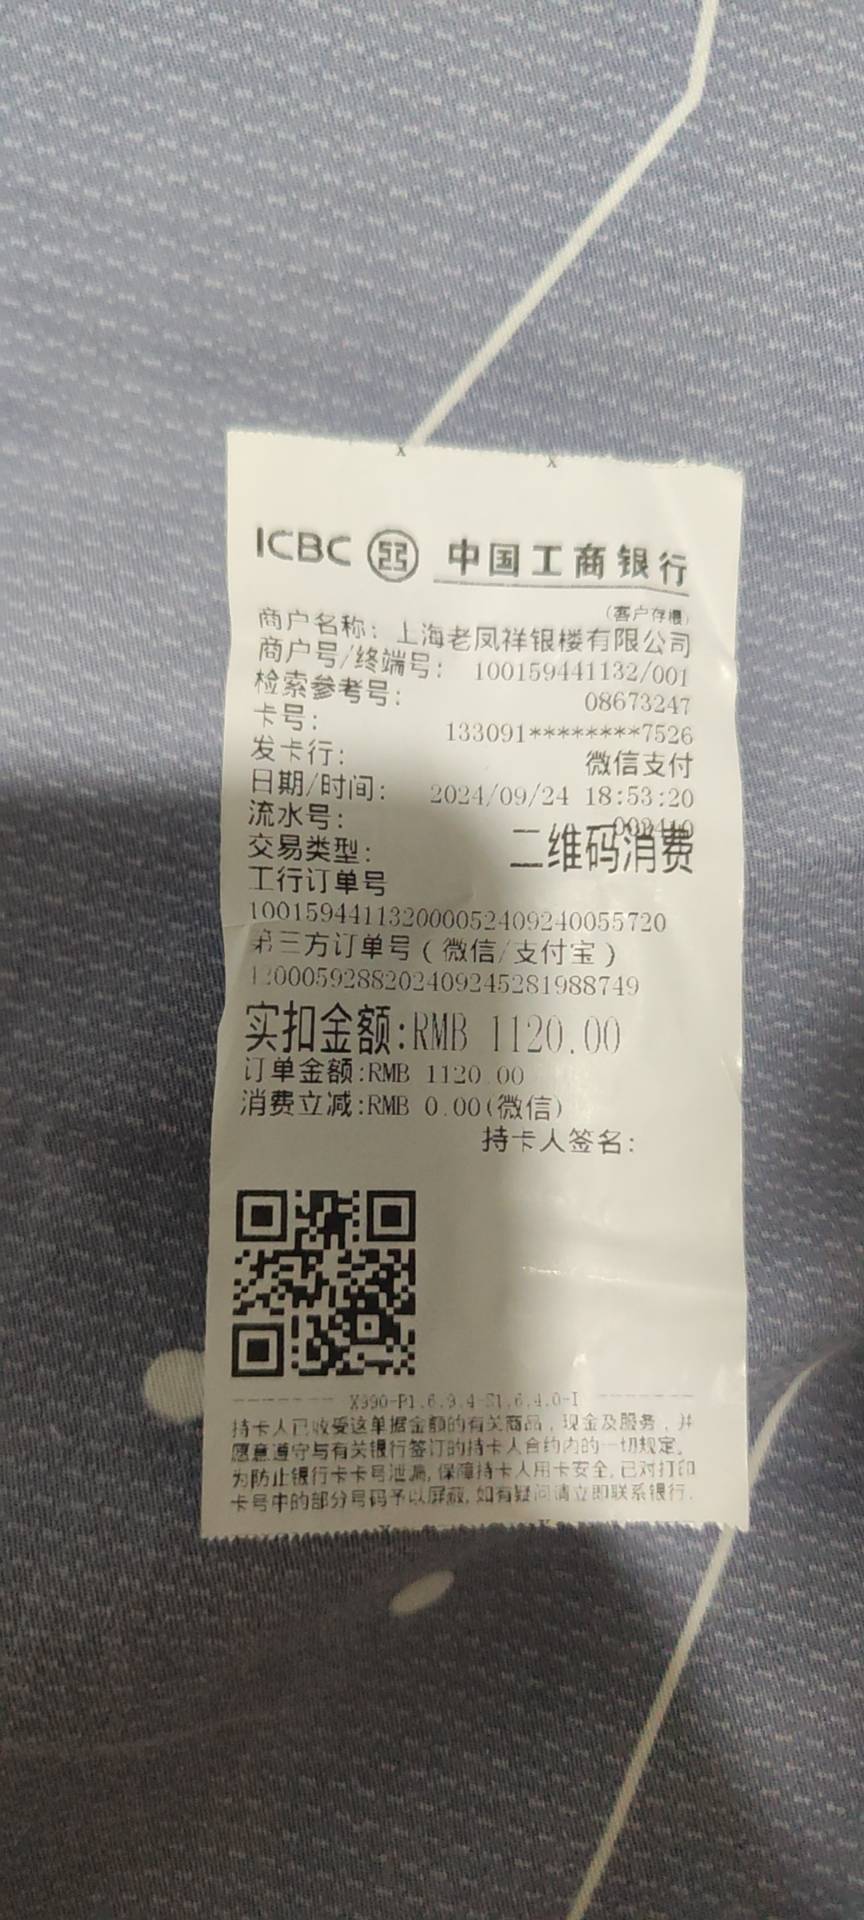 ICBC 中国工商银行
(客户存根)
商户名称: 上海老凤祥银楼有限公司
商户号/终端号: 100159441132/001
检索参考号: 08673247
卡号: 133091********7526
发卡行: 微信支付
日期/时间: 2024/09/24 18:53:20
流水号: 002410
交易类型: 二维码消费
工行订单号
100159441132000052409240055720
第三方订单号(微信/支付宝)
12000592882024092452819887​49
实扣金额:RMB 1120.00
订单金额:RMB 1120.00
消费立减:RMB 0.00(微信)
持卡人签名:
X990-P1.6.9.4-S1.6.4.0-I
持卡人已收受这单据金额的有关商品,现金及服务,并
愿意遵守与有关银行签订的持卡人合约内的一切规定。
为防止银行卡卡号泄漏,保障持卡人用卡安全,已对打印
卡号中的部分号码予以屏蔽,如有疑问请立即联系银行.